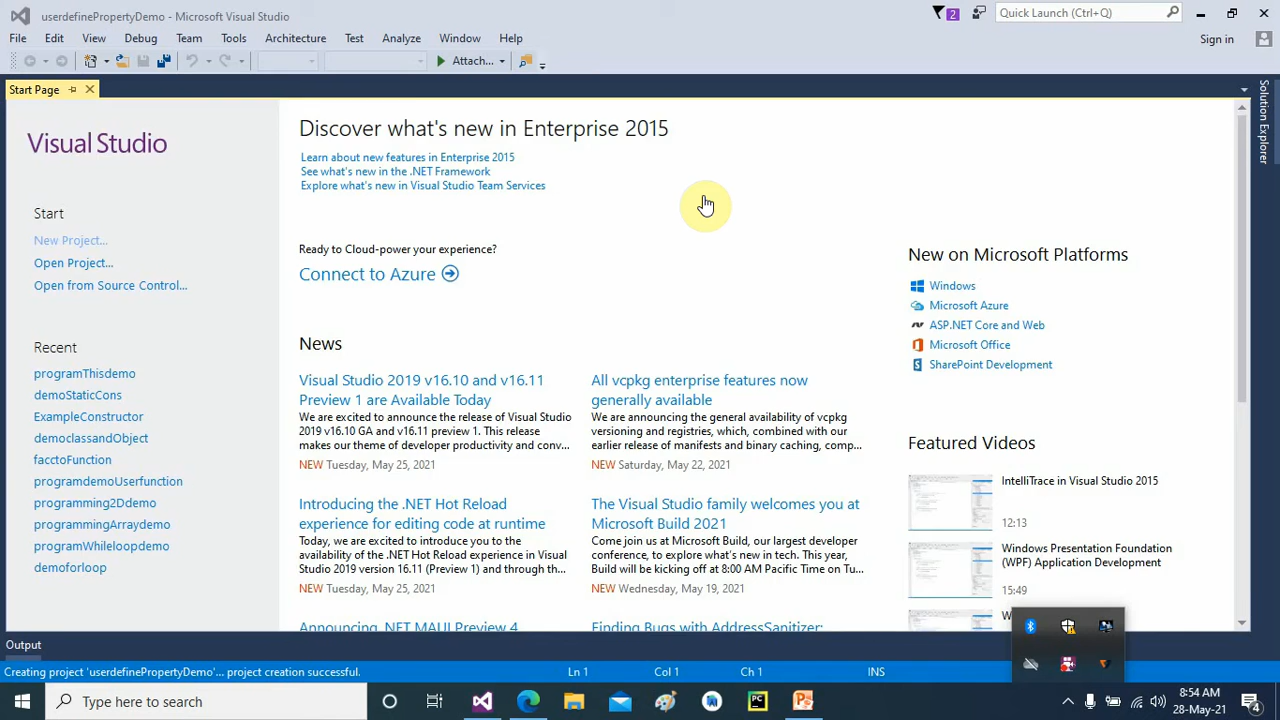 userdefinePropertyDemo - Microsoft Visual Studio
2
Quick Launch (Ctrl+Q)
File Edit View Debug Team Tools Architecture Test Analyze Window Help
Sign in
Attach...
Start Page
Solution Explorer
Visual Studio
Start
New Project...
Open Project...
Open from Source Control...
Recent
programThisdemo
demoStaticCons
ExampleConstructor
democlassandObject
facctoFunction
programdemoUserfunction
programming2Ddemo
programmingArraydemo
programWhileloopdemo
demoforloop
Discover what's new in Enterprise 2015
Learn about new features in Enterprise 2015
See what's new in the .NET Framework
Explore what's new in Visual Studio Team Services
Ready to Cloud-power your experience?
Connect to Azure
News
Visual Studio 2019 v16.10 and v16.11
Preview 1 are Available Today
We are excited to announce the release of Visual Studio
2019 v16.10 GA and v16.11 preview 1. This release
makes our theme of developer productivity and conv...
NEW Tuesday, May 25, 2021
All vcpkg enterprise features now
generally available
We are announcing the general availability of vcpkg
versioning and registries, which, combined with our
earlier release of manifests and binary caching, comp...
NEW Saturday, May 22, 2021
Introducing the .NET Hot Reload
experience for editing code at runtime
Today, we are excited to introduce you to the
availability of the .NET Hot Reload experience in Visual
Studio 2019 version 16.11 (Preview 1) and through th...
NEW Tuesday, May 25, 2021
The Visual Studio family welcomes you at
Microsoft Build 2021
Come join us at Microsoft Build, our largest developer
conference, to explore what's new in tech. This year,
Build will be kicking off at 8:00 AM Pacific Time on Tu...
NEW Wednesday, May 19, 2021
Announcing .NET MAUI Preview 4
Finding Bugs with AddressSanitizer:
New on Microsoft Platforms
Windows
Microsoft Azure
ASP.NET Core and Web
Microsoft Office
SharePoint Development
Featured Videos
IntelliTrace in Visual Studio 2015
12:13
Windows Presentation Foundation
(WPF) Application Development
15:49
Output
Creating project 'userdefinePropertyDemo'... project creation successful.
Ln 1 Col 1 Ch 1 INS
Type here to search
PC
8:54 AM
28-May-21
4